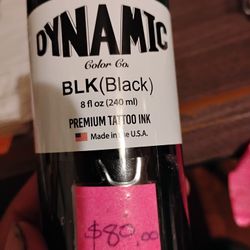 DYNAMIC
Color Co.
BLK(Black)
8 fl oz (240 ml)
PREMIUM TATTOO INK
Made in the U.S.A.
$80.00